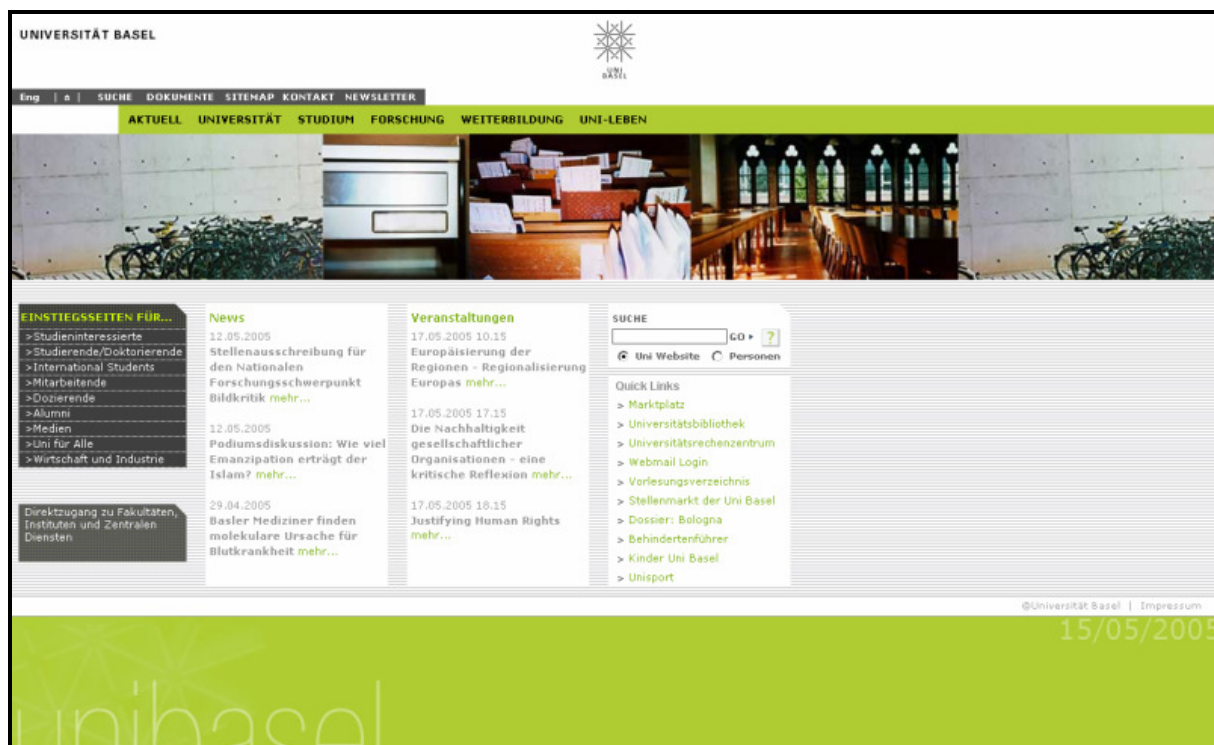 UNIVERSITÄT BASEL
UNI
BASEL
Eng | a | SUCHE DOKUMENTE SITEMAP KONTAKT NEWSLETTER
AKTUELL UNIVERSITÄT STUDIUM FORSCHUNG WEITERBILDUNG UNI-LEBEN
EINSTIEGSSEITEN FÜR...
>Studieninteressierte
>Studierende/Doktorierende
>International Students
>Mitarbeitende
>Dozierende
>Alumni
>Medien
>Uni für Alle
>Wirtschaft und Industrie
Direktzugang zu Fakultäten,
Instituten und Zentralen
Diensten
News
12.05.2005
Stellenausschreibung für
den Nationalen
Forschungsschwerpunkt
Bildkritik mehr...
12.05.2005
Podiumsdiskussion: Wie viel
Emanzipation erträgt der
Islam? mehr...
29.04.2005
Basler Mediziner finden
molekulare Ursache für
Blutkrankheit mehr...
Veranstaltungen
17.05.2005 10.15
Europäisierung der
Regionen - Regionalisierung
Europas mehr...
17.05.2005 17.15
Die Nachhaltigkeit
gesellschaftlicher
Organisationen - eine
kritische Reflexion mehr...
17.05.2005 18.15
Justifying Human Rights
mehr...
SUCHE
GO ▸ ?
Uni Website Personen
Quick Links
> Marktplatz
> Universitätsbibliothek
> Universitätsrechenzentrum
> Webmail Login
> Vorlesungsverzeichnis
> Stellenmarkt der Uni Basel
> Dossier: Bologna
> Behindertenführer
> Kinder Uni Basel
> Unisport
©Universität Basel | Impressum
15/05/2005
unibasel